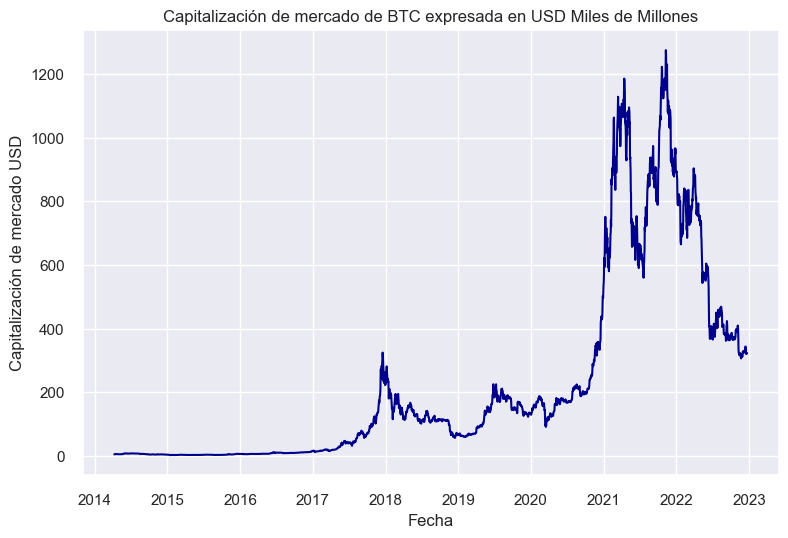 Capitalización de mercado de BTC expresada en USD Miles de Millones
Capitalización de mercado USD
1200
1000
800
600
400
200
0
2014 2015 2016 2017 2018 2019 2020 2021 2022 2023
Fecha